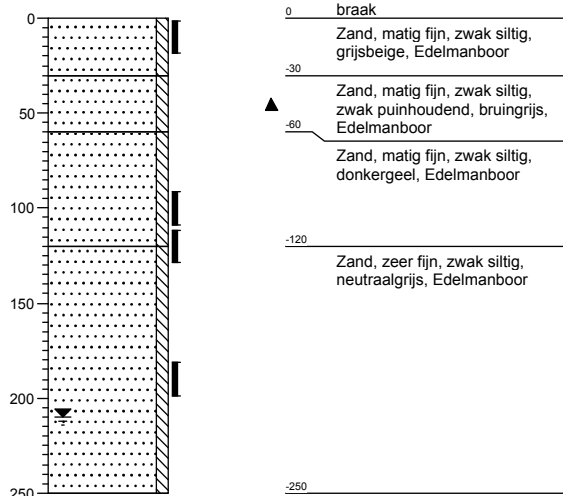 0
50
100
150
200
250
0
braak
Zand, matig fijn, zwak siltig,
grijsbeige, Edelmanboor
-30
Zand, matig fijn, zwak siltig,
zwak puinhoudend, bruingrijs,
Edelmanboor
-60
Zand, matig fijn, zwak siltig,
donkergeel, Edelmanboor
-120
Zand, zeer fijn, zwak siltig,
neutraalgrijs, Edelmanboor
-250